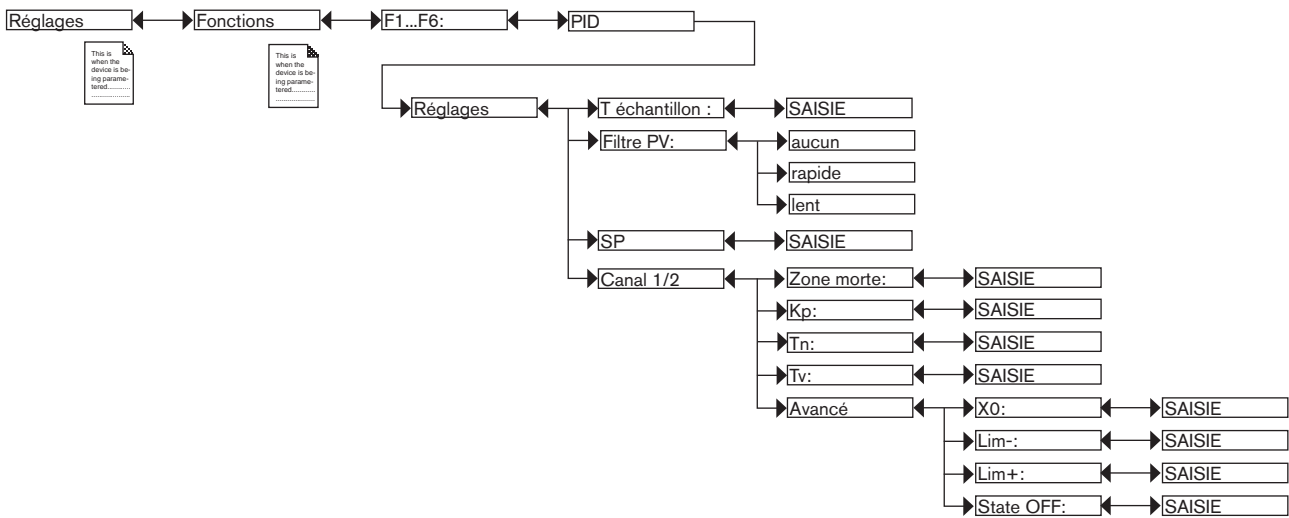 Réglages
Fonctions
F1...F6:
PID
This is
when the
device is be-
ing parame-
tered...........
....................
This is
when the
device is be-
ing parame-
tered...........
....................
Réglages
T échantillon :
SAISIE
Filtre PV:
aucun
rapide
lent
SP
SAISIE
Canal 1/2
Zone morte:
SAISIE
Kp:
SAISIE
Tn:
SAISIE
Tv:
SAISIE
Avancé
X0:
SAISIE
Lim-:
SAISIE
Lim+:
SAISIE
State OFF:
SAISIE